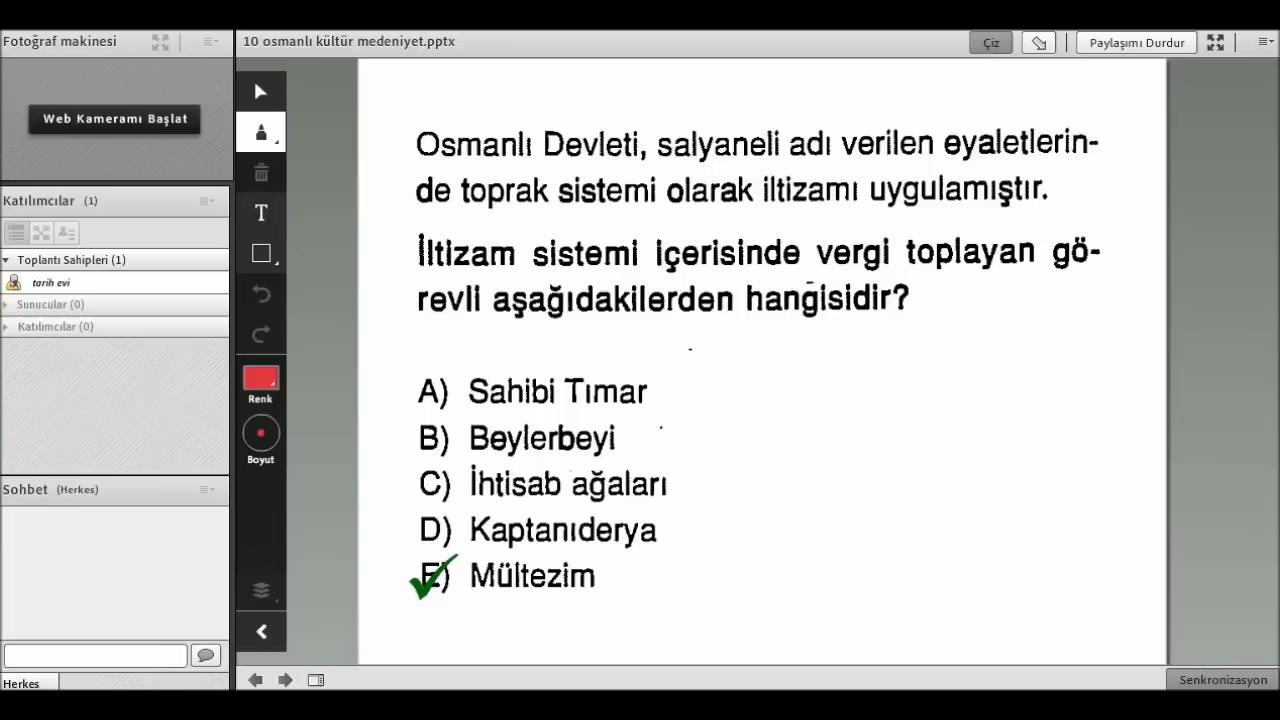 Fotoğraf makinesi
10 osmanlı kültür medeniyet.pptx
Çiz
Paylaşımı Durdur
Web Kameramı Başlat
Katılımcılar (1)
Toplantı Sahipleri (1)
tarih evi
Sunucular (0)
Katılımcılar (0)
Sohbet (Herkes)
Herkes
T
Renk
Boyut
Osmanlı Devleti, salyaneli adı verilen eyaletlerin-
de toprak sistemi olarak iltizamı uygulamıştır.
İltizam sistemi içerisinde vergi toplayan gö-
revli aşağıdakilerden hangisidir?
A) Sahibi Tımar
B) Beylerbeyi
C) İhtisab ağaları
D) Kaptanıderya
E) Mültezim
Senkronizasyon